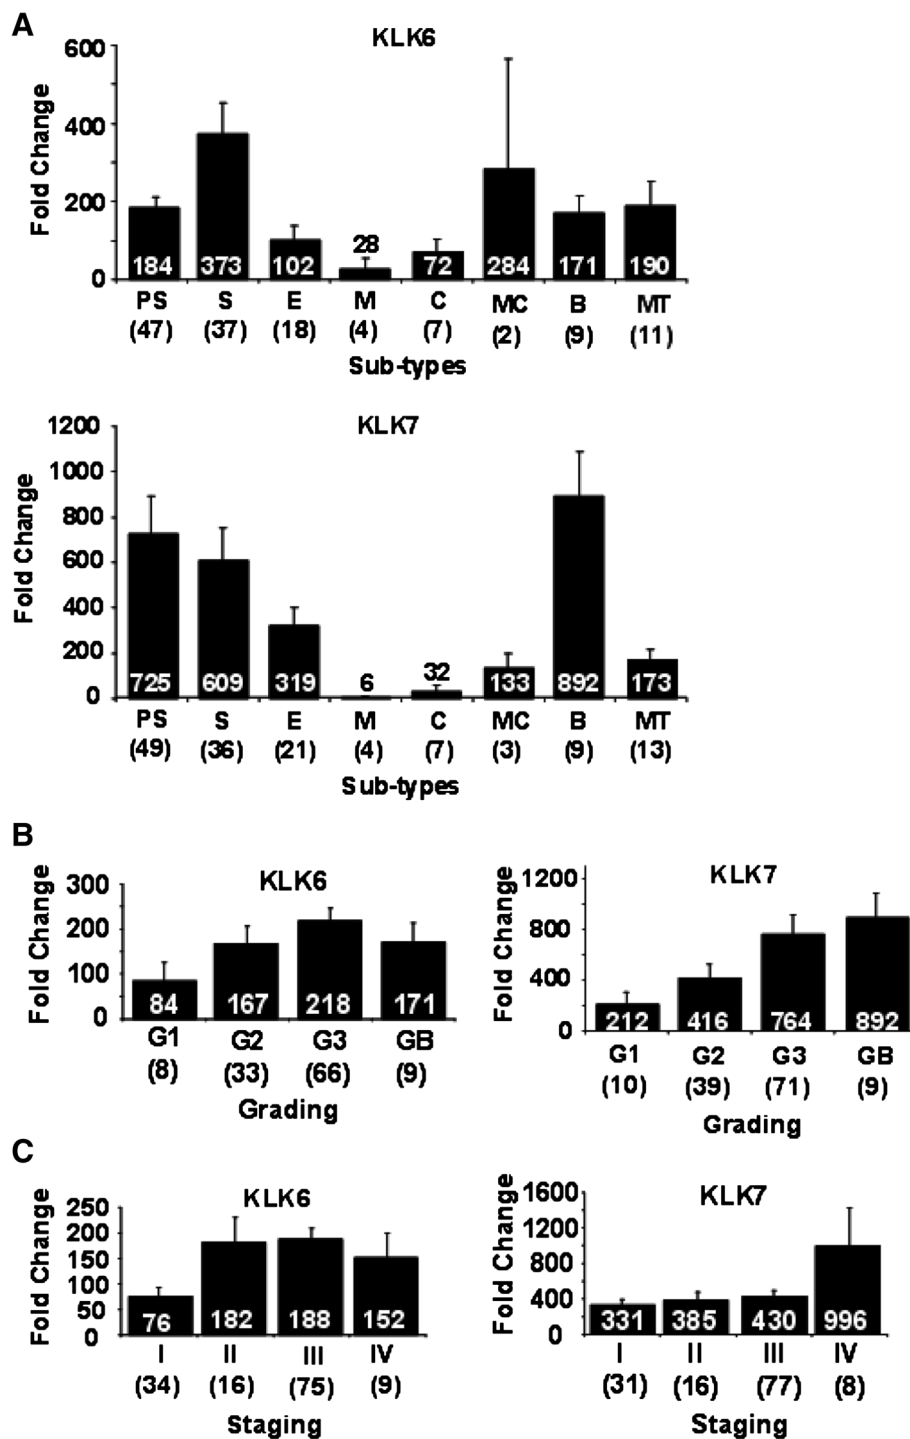 A
KLK6
600
400
200
0
Fold Change
184 373 102 28 72 284 171 190
PS S E M C MC B MT
(47) (37) (18) (4) (7) (2) (9) (11)
Sub-types
KLK7
1200
1000
800
600
400
200
0
Fold Change
725 609 319 6 32 133 892 173
PS S E M C MC B MT
(49) (36) (21) (4) (7) (3) (9) (13)
Sub-types
B
KLK6
300
200
100
0
Fold Change
84 167 218 171
G1 G2 G3 GB
(8) (33) (66) (9)
Grading
KLK7
1200
800
400
0
Fold Change
212 416 764 892
G1 G2 G3 GB
(10) (39) (71) (9)
Grading
C
KLK6
250
200
150
100
50
0
Fold Change
76 182 188 152
I II III IV
(34) (16) (75) (9)
Staging
KLK7
1600
1200
800
400
0
Fold Change
331 385 430 996
I II III IV
(31) (16) (77) (8)
Staging